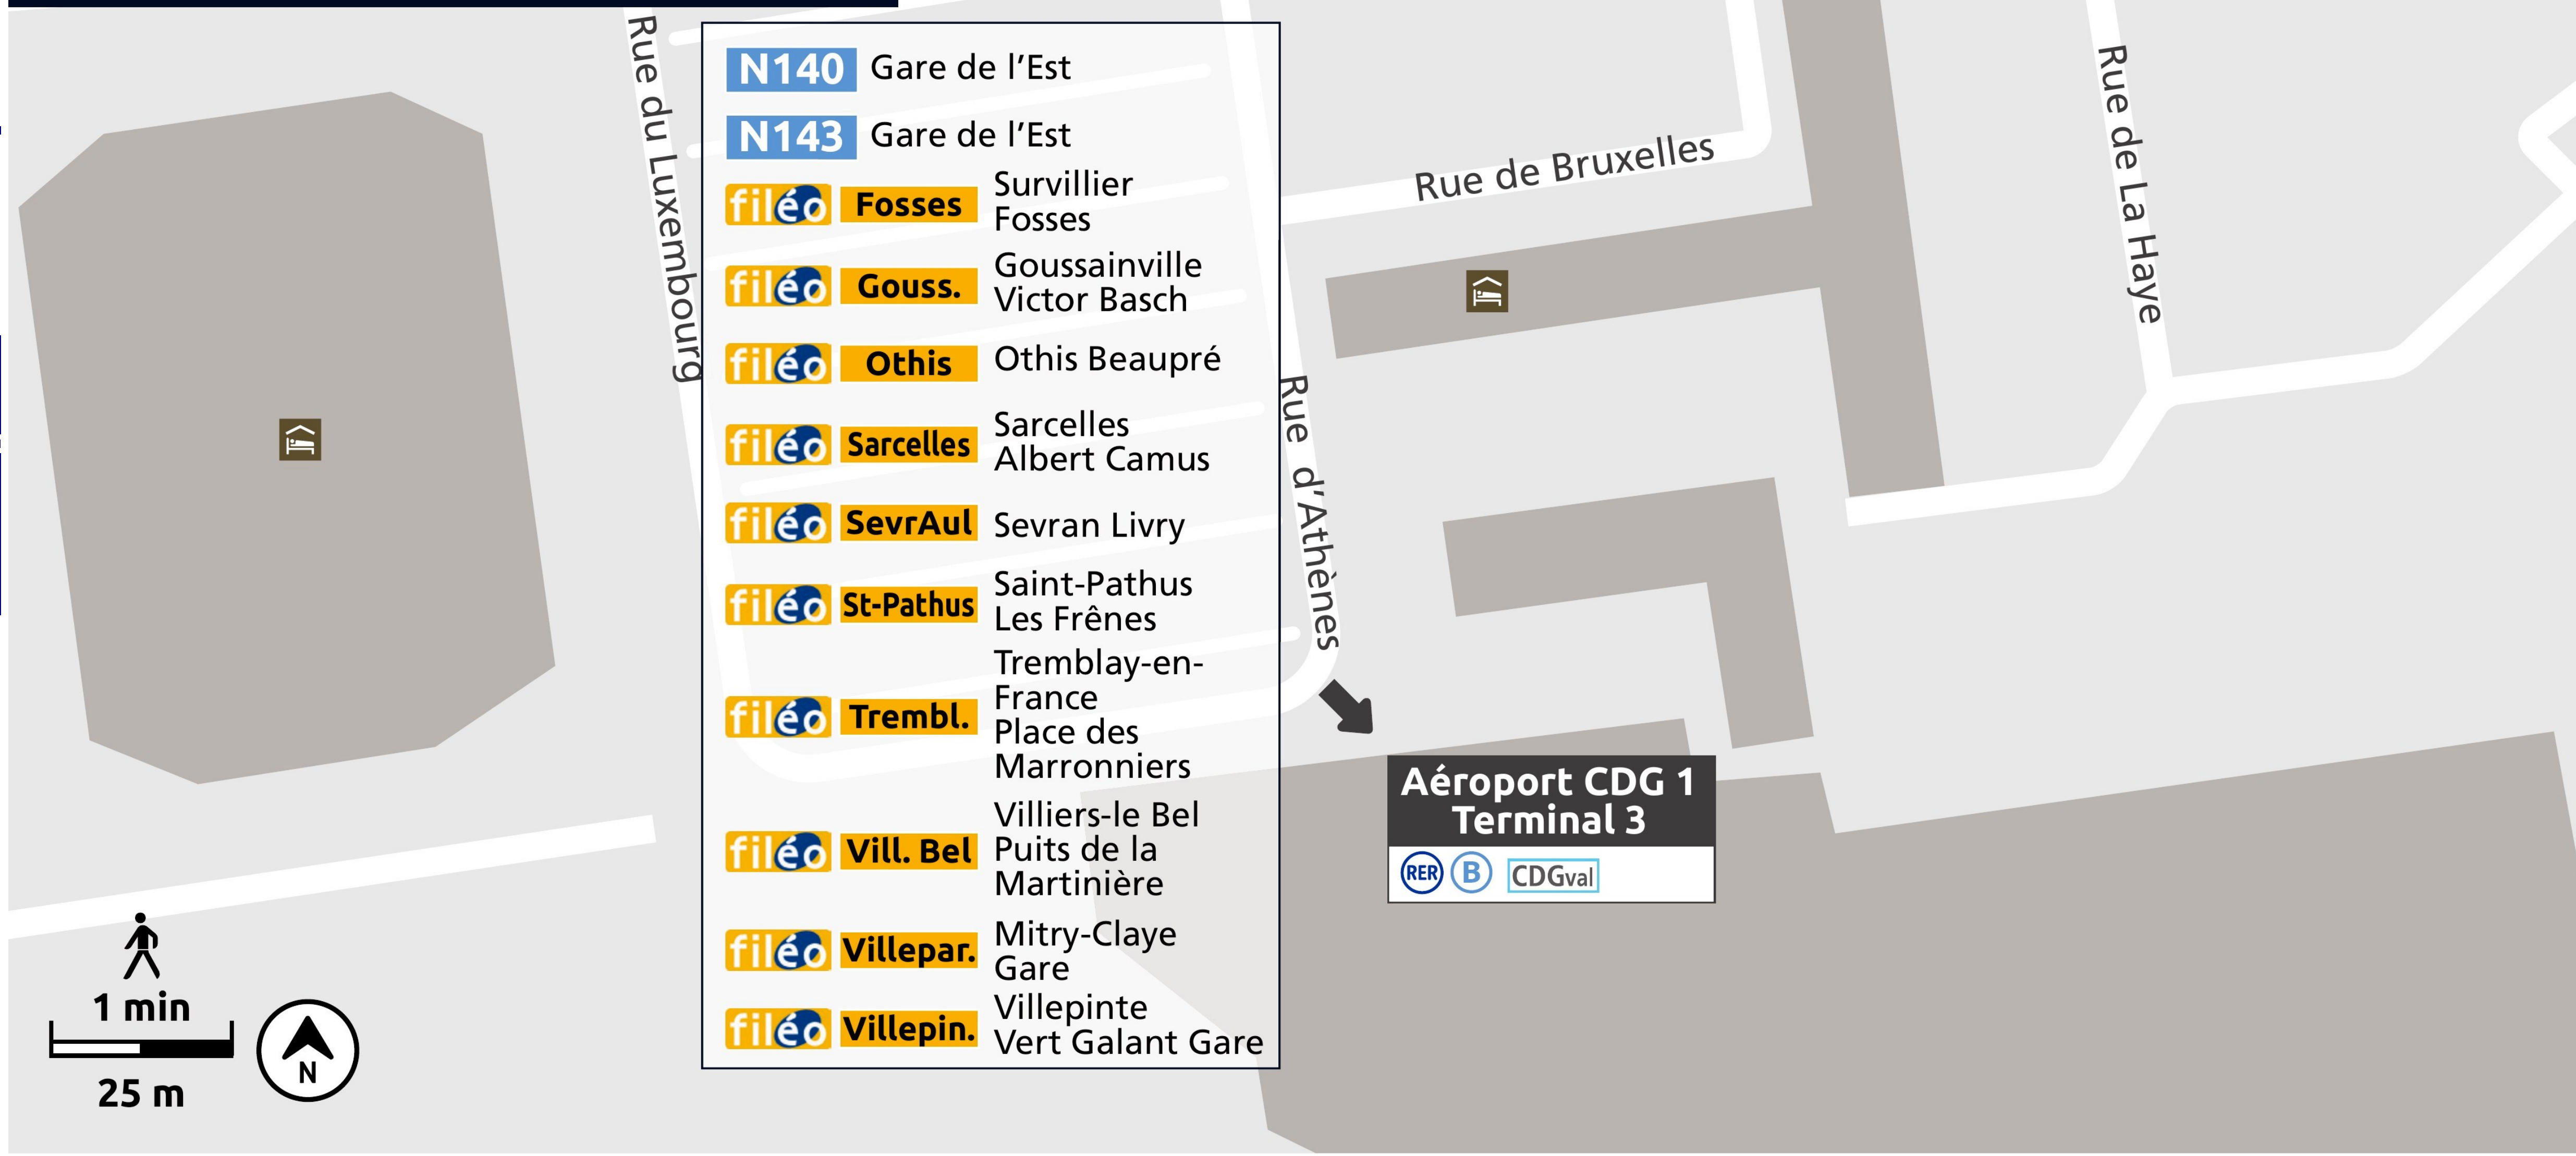 Rue du Luxembourg
N140 Gare de l'Est
N143 Gare de l'Est
filéo Fosses Survillier
Fosses
filéo Gouss. Goussainville
Victor Basch
filéo Othis Othis Beaupré
filéo Sarcelles Sarcelles
Albert Camus
filéo SevrAul Sevran Livry
filéo St-Pathus Saint-Pathus
Les Frênes
filéo Trembl. Tremblay-en-
France
Place des
Marronniers
filéo Vill. Bel Villiers-le Bel
Puits de la
Martinière
filéo Villepar. Mitry-Claye
Gare
filéo Villepin. Villepinte
Vert Galant Gare
Rue de Bruxelles
Rue d'Athènes
Rue de La Haye
Aéroport CDG 1
Terminal 3
RER B CDGval
1 min
25 m
N